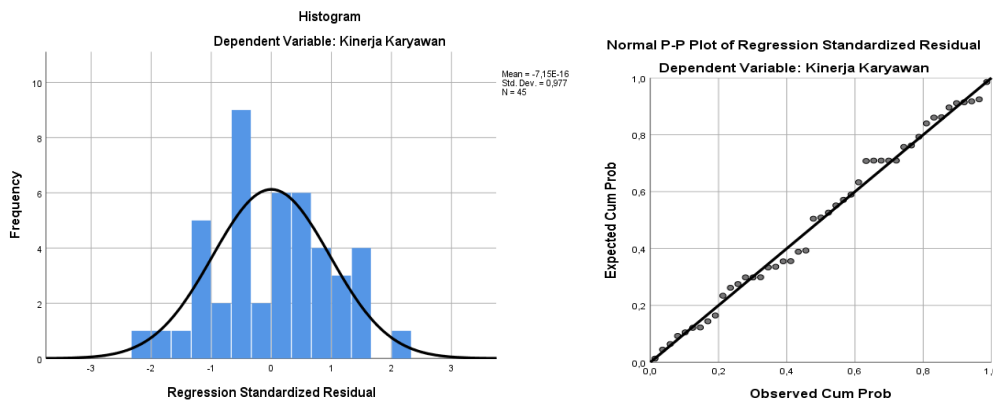 Histogram
Dependent Variable: Kinerja Karyawan
Mean = -7,15E-16
Std. Dev. = 0,977
N = 45
10
8
6
4
2
0
Frequency
-3
-2
-1
0
1
2
3
Regression Standardized Residual
Normal P-P Plot of Regression Standardized Residual
Dependent Variable: Kinerja Karyawan
1,0
0,8
0,6
0,4
0,2
0,0
Expected Cum Prob
0,0
0,2
0,4
0,6
0,8
1,
Observed Cum Prob